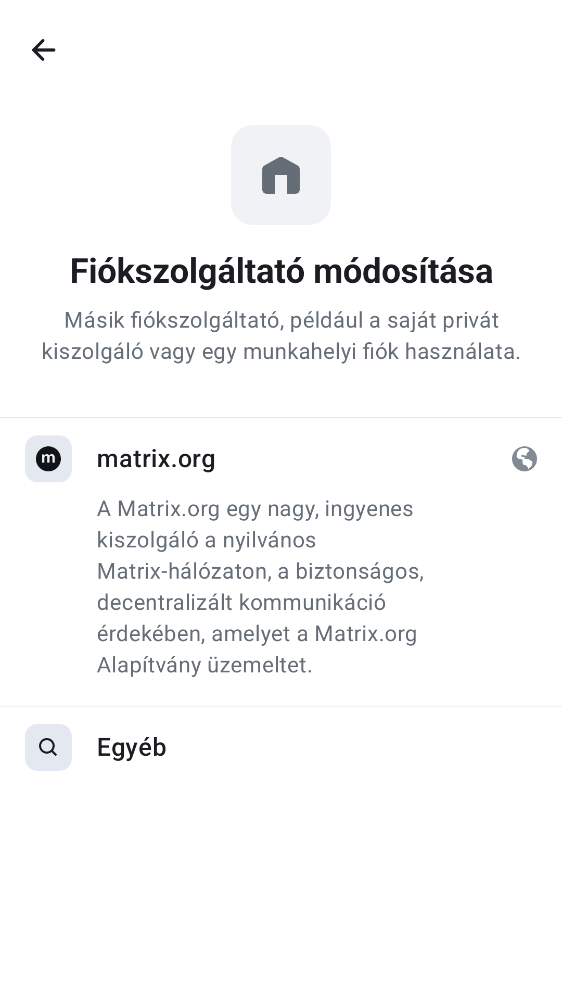 Fiókszolgáltató módosítása
Másik fiókszolgáltató, például a saját privát
kiszolgáló vagy egy munkahelyi fiók használata.
m
matrix.org
A Matrix.org egy nagy, ingyenes
kiszolgáló a nyilvános
Matrix-hálózaton, a biztonságos,
decentralizált kommunikáció
érdekében, amelyet a Matrix.org
Alapítvány üzemeltet.
Egyéb